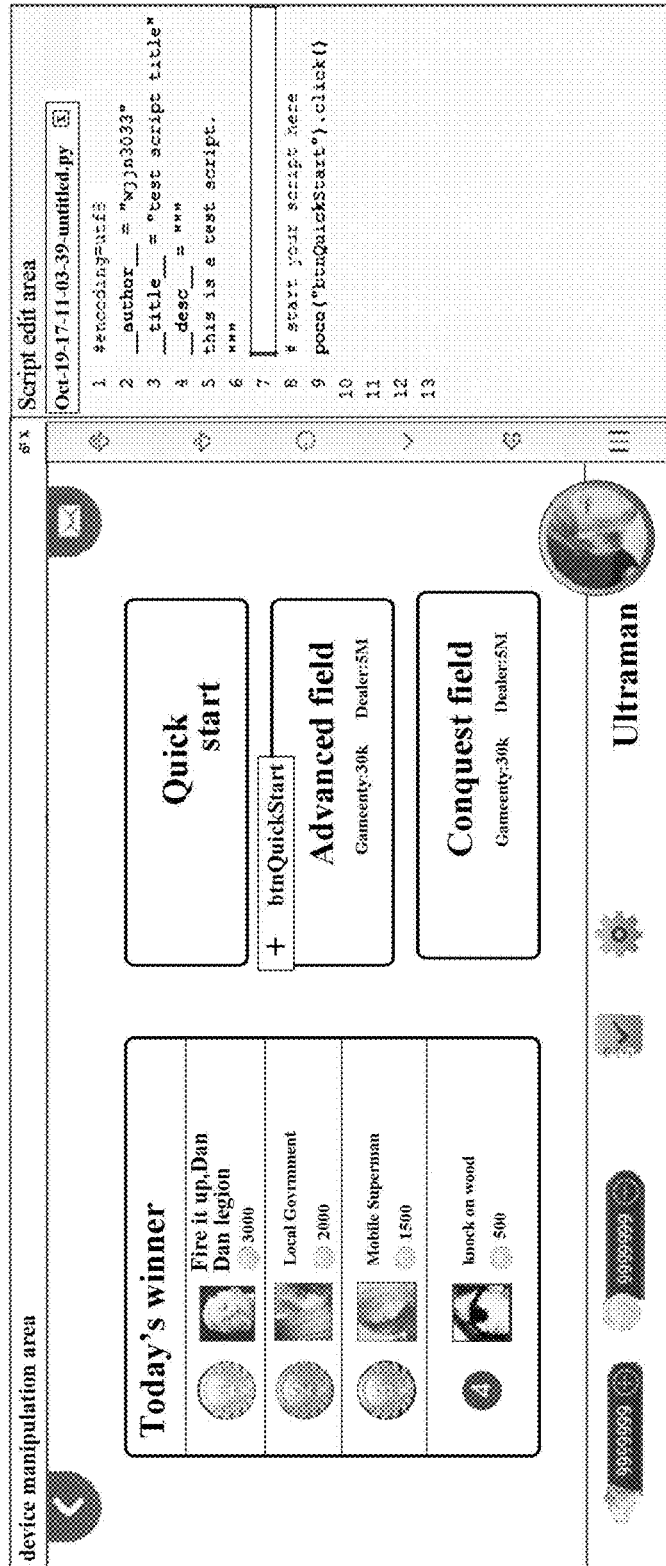 device manipulation area
Today's winner
Fire it up,Dan
Dan legion
3000
Local Govrnment
2000
Mobile Superman
1500
4
knock on wood
500
Quick
start
+ btnQuickStart
Advanced field
Gameenty:30k Dealer:5M
Conquest field
Gameenty:30k Dealer:5M
Ultraman
Script edit area
Oct-19-17-11-03-39-untitled.py
1 #encoding=utf8
2 __author__ = "wjjn3033"
3 __title__ = "test script title"
4 __desc__ = """
5 this is a test script.
6 """
7
8 # start your script here
9 poco("btnQuickStart").click()
10
11
12
13